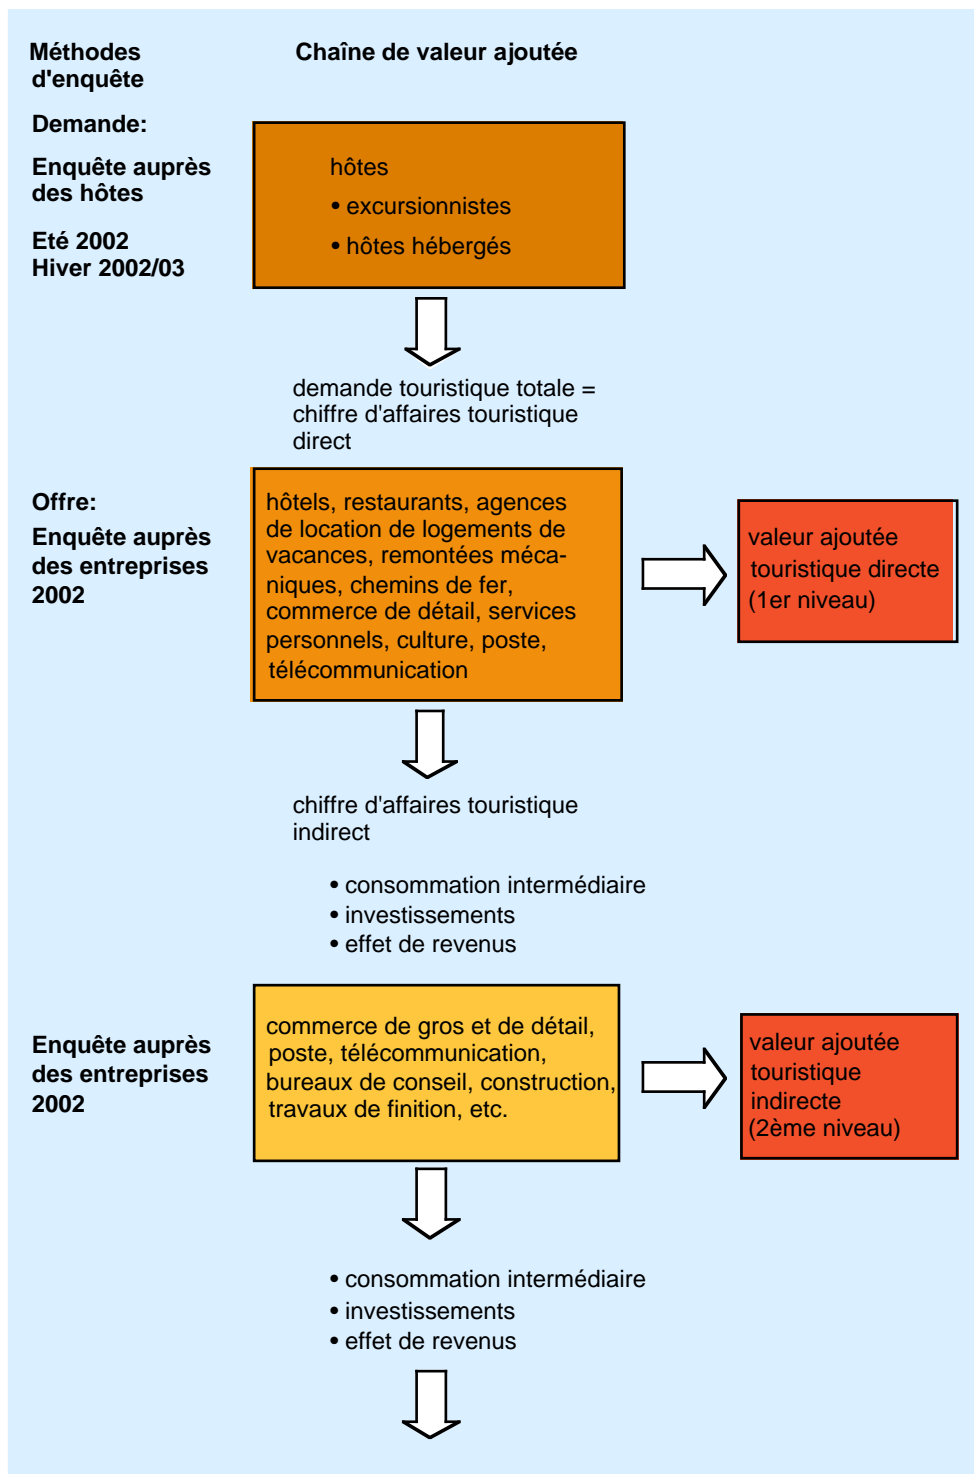 Méthodes
d'enquête
Chaîne de valeur ajoutée
Demande:
Enquête auprès
des hôtes
Eté 2002
Hiver 2002/03
hôtes
• excursionnistes
• hôtes hébergés
demande touristique totale =
chiffre d'affaires touristique
direct
Offre:
Enquête auprès
des entreprises
2002
hôtels, restaurants, agences
de location de logements de
vacances, remontées méca-
niques, chemins de fer,
commerce de détail, services
personnels, culture, poste,
télécommunication
valeur ajoutée
touristique directe
(1er niveau)
chiffre d'affaires touristique
indirect
• consommation intermédiaire
• investissements
• effet de revenus
Enquête auprès
des entreprises
2002
commerce de gros et de détail,
poste, télécommunication,
bureaux de conseil, construction,
travaux de finition, etc.
valeur ajoutée
touristique
indirecte
(2ème niveau)
• consommation intermédiaire
• investissements
• effet de revenus